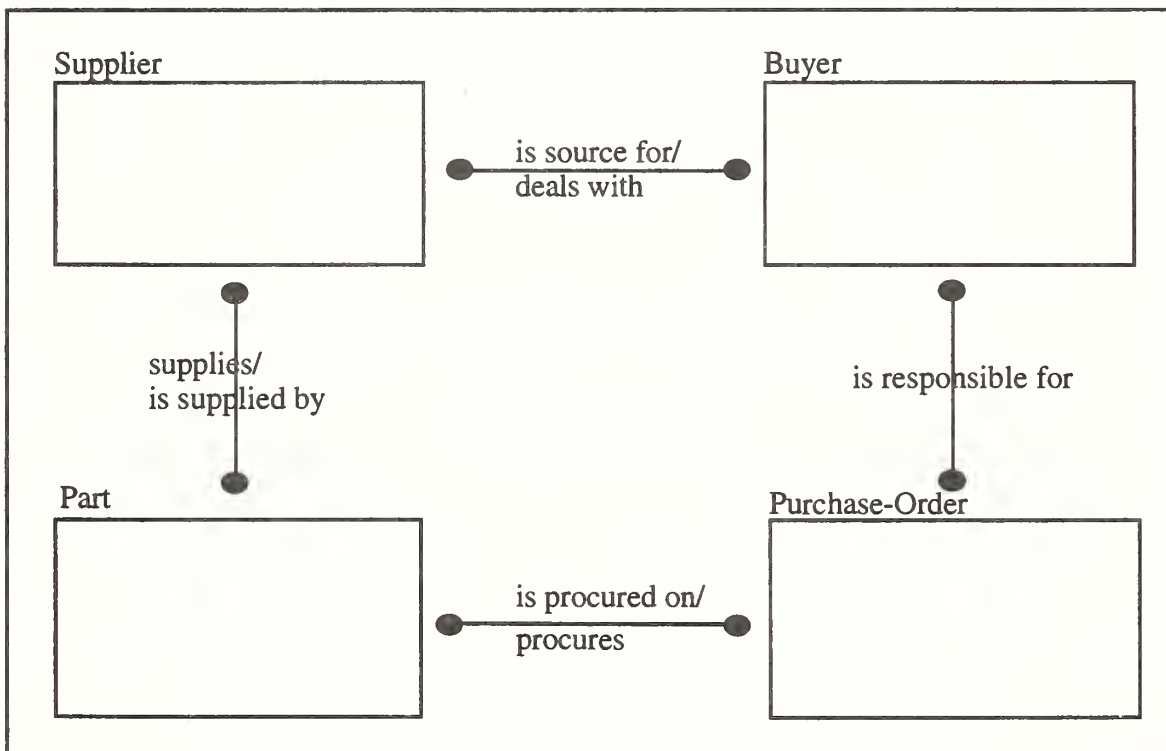 Supplier
Buyer
is source for/
deals with
supplies/
is supplied by
is responsible for
Part
Purchase-Order
is procured on/
procures